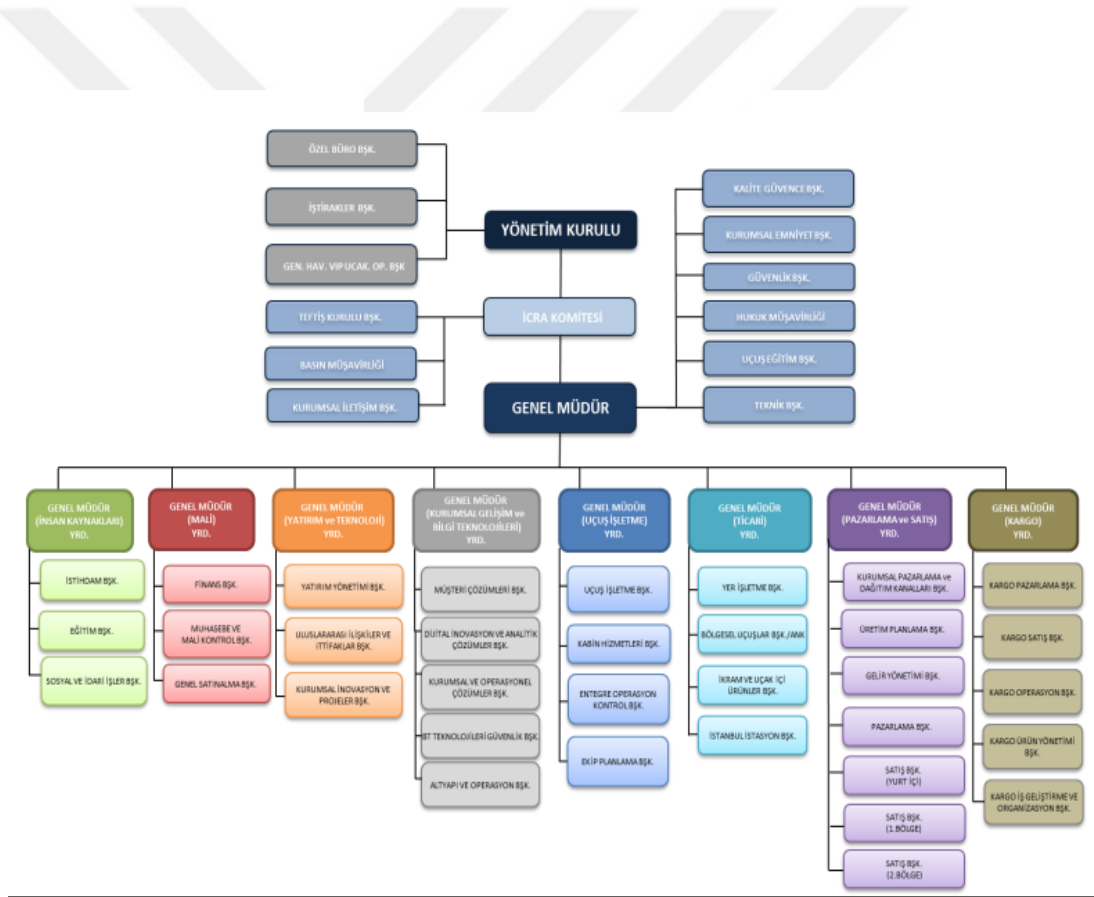 ÖZEL BÜRO BŞK.
İŞTİRAKLER BŞK.
GEN. HAV. VIP UCAK. OP. BŞK
YÖNETİM KURULU
KALİTE GÜVENCE BŞK.
KURUMSAL EMNİYET BŞK.
GÜVENLİK BŞK.
HUKUK MÜŞAVİRLİĞİ
UÇUŞ EĞİTİM BŞK.
TEKNİK BŞK.
TEFTİŞ KURULU BŞK.
BASIN MÜŞAVİRLİĞİ
KURUMSAL İLETİŞİM BŞK.
İCRA KOMİTESİ
GENEL MÜDÜR
GENEL MÜDÜR
(İNSAN KAYNAKLARI)
YRD.
İSTİHDAM BŞK.
EĞİTİM BŞK.
SOSYAL VE İDARİ İŞLER BŞK.
GENEL MÜDÜR
(MALİ)
YRD.
FİNANS BŞK.
MUHASEBE VE
MALİ KONTROL BŞK.
GENEL SATINALMA BŞK.
GENEL MÜDÜR
(YATIRIM ve TEKNOLOJİ)
YRD.
YATIRIM YÖNETİMİ BŞK.
ULUSLARARASI İLİŞKİLER VE
İTTİFAKLAR BŞK.
KURUMSAL İNOVASYON VE
PROJELER BŞK.
GENEL MÜDÜR
(KURUMSAL GELİŞİM ve
BİLGİ TEKNOLOJİLERİ)
YRD.
MÜŞTERİ ÇÖZÜMLERİ BŞK.
DİJİTAL İNOVASYON VE ANALİTİK
ÇÖZÜMLER BŞK.
KURUMSAL VE OPERASYONEL
ÇÖZÜMLER BŞK.
BT TEKNOLOJİLERİ GÜVENLİK BŞK.
ALTYAPI VE OPERASYON BŞK.
GENEL MÜDÜR
(UÇUŞ İŞLETME)
YRD.
UÇUŞ İŞLETME BŞK.
KABİN HİZMETLERİ BŞK.
ENTEGRE OPERASYON
KONTROL BŞK.
EKİP PLANLAMA BŞK.
GENEL MÜDÜR
(TİCARİ)
YRD.
YER İŞLETME BŞK.
BÖLGESEL UÇUŞLAR BŞK./ANK
İKRAM VE UÇAK İÇİ
ÜRÜNLER BŞK.
İSTANBUL İSTASYON BŞK.
GENEL MÜDÜR
(PAZARLAMA ve SATIŞ)
YRD.
KURUMSAL PAZARLAMA ve
DAĞITIM KANALLARI BŞK.
ÜRETİM PLANLAMA BŞK.
GELİR YÖNETİMİ BŞK.
PAZARLAMA BŞK.
SATIŞ BŞK.
(YURT İÇİ)
SATIŞ BŞK.
(1.BÖLGE)
SATIŞ BŞK.
(2.BÖLGE)
GENEL MÜDÜR
(KARGO)
YRD.
KARGO PAZARLAMA BŞK.
KARGO SATIŞ BŞK.
KARGO OPERASYON BŞK.
KARGO ÜRÜN YÖNETİMİ
BŞK.
KARGO İŞ GELİŞTİRME VE
ORGANİZASYON BŞK.